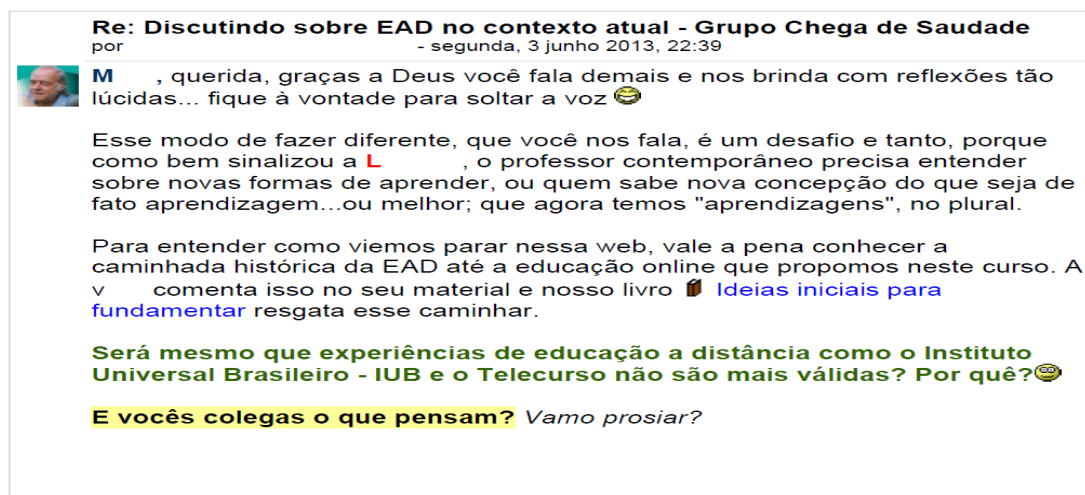 Re: Discutindo sobre EAD no contexto atual - Grupo Chega de Saudade
por - segunda, 3 junho 2013, 22:39
M , querida, graças a Deus você fala demais e nos brinda com reflexões tão
lúcidas... fique à vontade para soltar a voz
Esse modo de fazer diferente, que você nos fala, é um desafio e tanto, porque
como bem sinalizou a L , o professor contemporâneo precisa entender
sobre novas formas de aprender, ou quem sabe nova concepção do que seja de
fato aprendizagem...ou melhor; que agora temos "aprendizagens", no plural.
Para entender como viemos parar nessa web, vale a pena conhecer a
caminhada histórica da EAD até a educação online que propomos neste curso. A
v comenta isso no seu material e nosso livro Ideias iniciais para
fundamentar resgata esse caminhar.
Será mesmo que experiências de educação a distância como o Instituto
Universal Brasileiro - IUB e o Telecurso não são mais válidas? Por quê?
E vocês colegas o que pensam? Vamo prosiar?